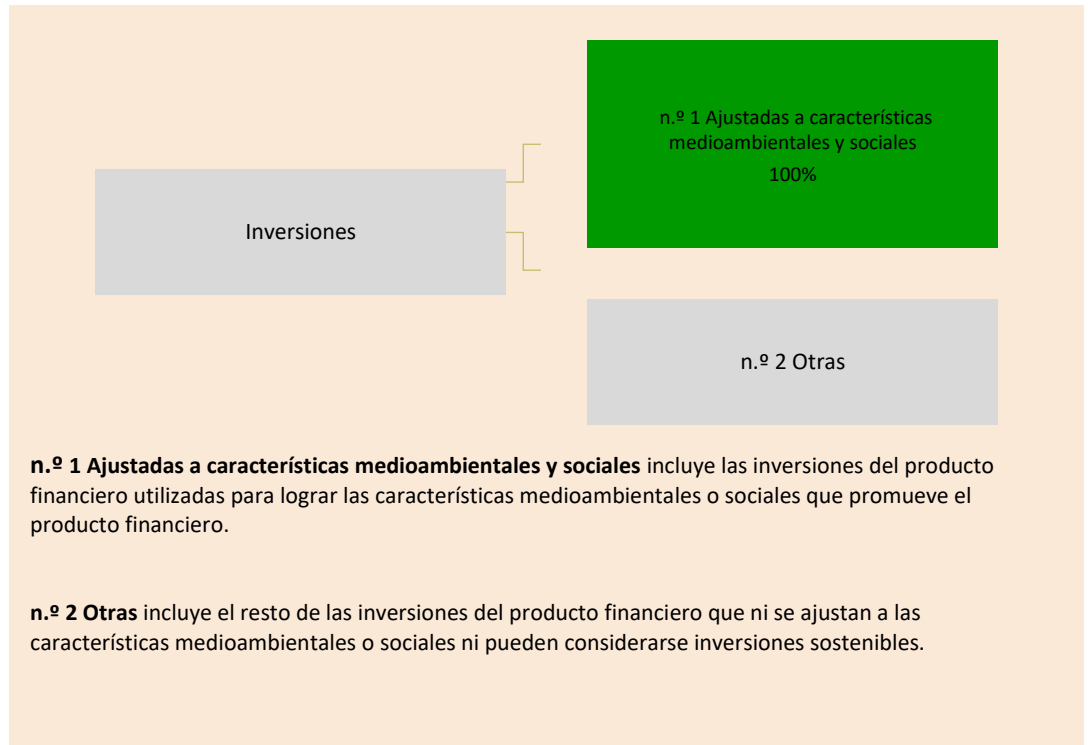 n.º 1 Ajustadas a características
medioambientales y sociales
100%
Inversiones
n.º 2 Otras
n.º 1 Ajustadas a características medioambientales y sociales incluye las inversiones del producto
financiero utilizadas para lograr las características medioambientales o sociales que promueve el
producto financiero.
n.º 2 Otras incluye el resto de las inversiones del producto financiero que ni se ajustan a las
características medioambientales o sociales ni pueden considerarse inversiones sostenibles.